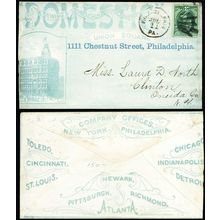 DOMES
UNION SQUARE
1111 Chestnut Street, Philadelphia.
PA.
Miss. Laura D. North
Clinton
Oneida Co
N.Y.
COMPANY OFFICES.
NEW YORK. PHILADELPHIA.
TOLEDO, CHICAGO
CINCINNATI, INDIANAPOLIS
ST. LOUIS, DETROIT
NEWARK,
PITTSBURGH, RICHMOND,
ATLANTA